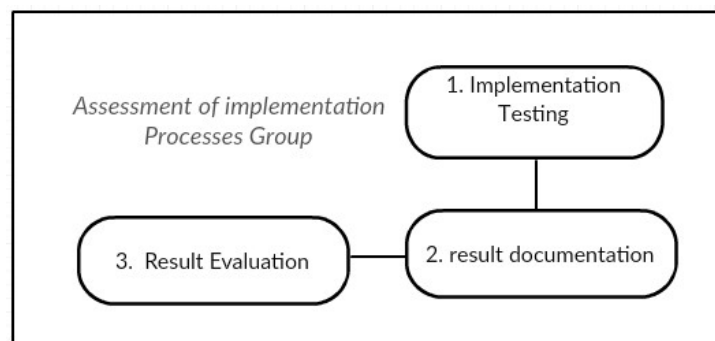 Assessment of implementation
Processes Group
1. Implementation
Testing
2. result documentation
3. Result Evaluation